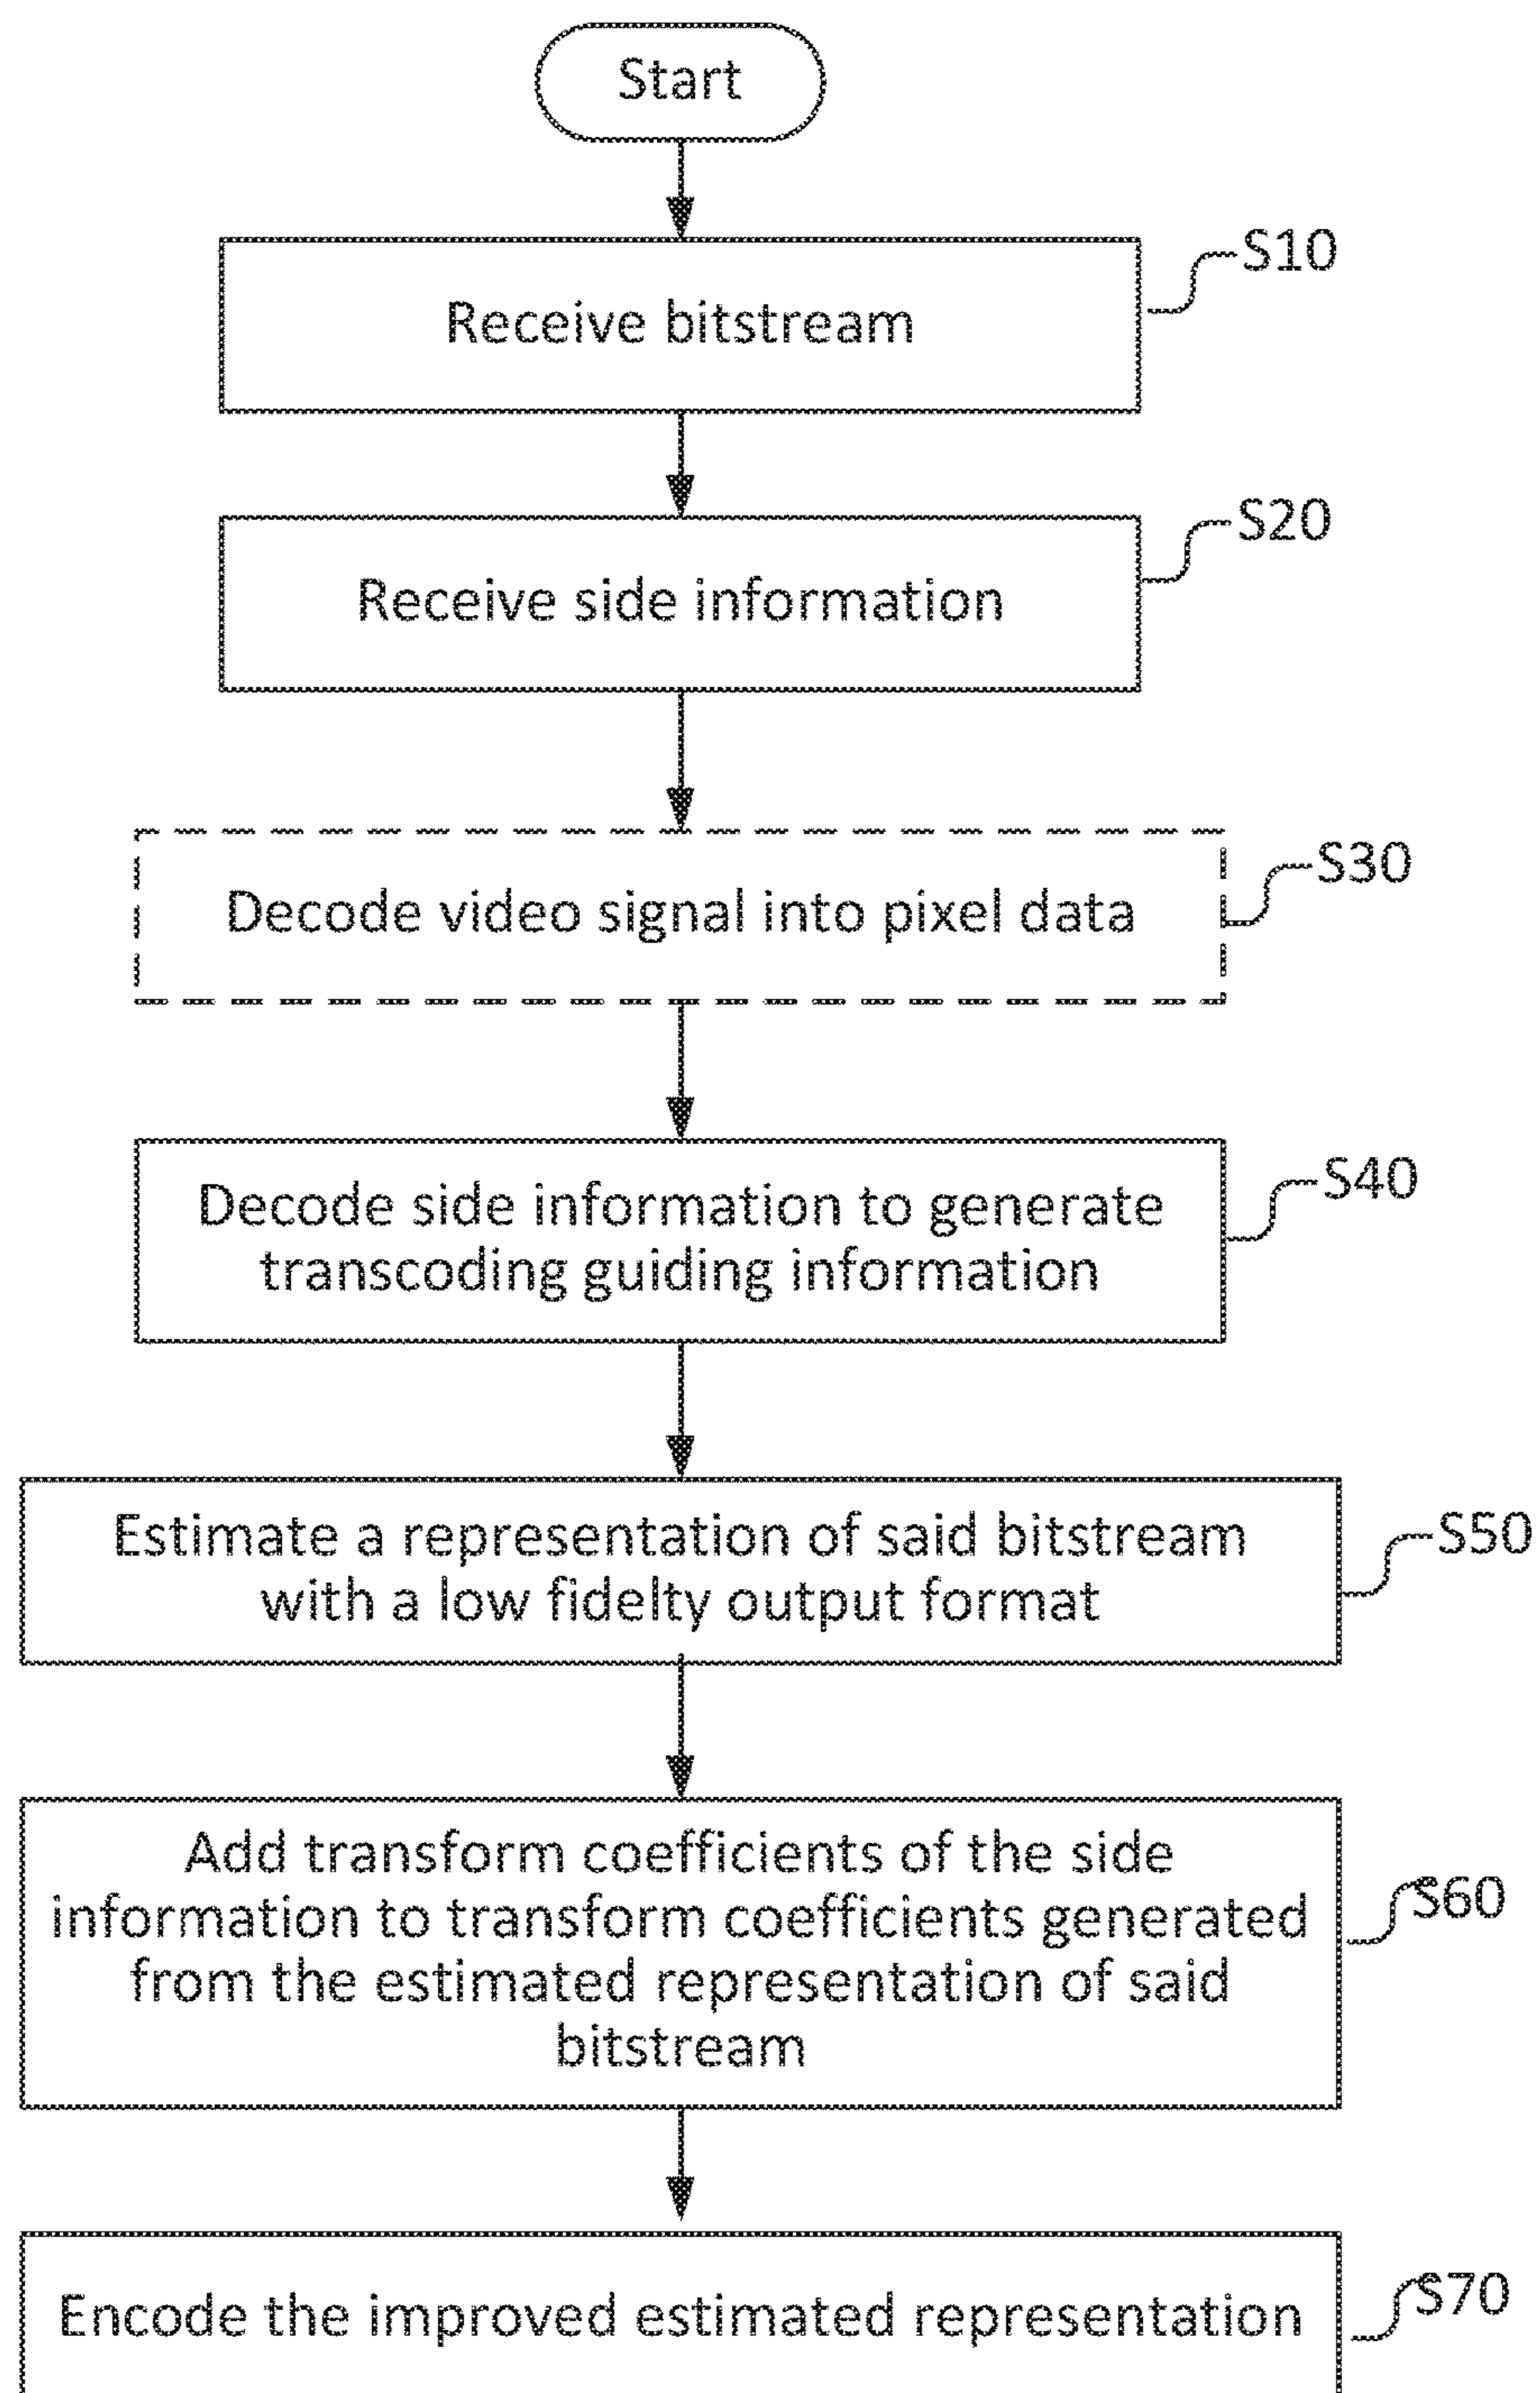 Start
Receive bitstream
S10
Receive side information
S20
Decode video signal into pixel data
S30
Decode side information to generate
transcoding guiding information
S40
Estimate a representation of said bitstream
with a low fidelty output format
S50
Add transform coefficients of the side
information to transform coefficients generated
from the estimated representation of said
bitstream
S60
Encode the improved estimated representation
S70